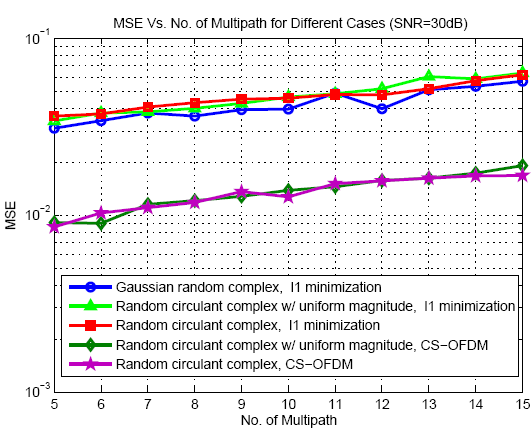 MSE Vs. No. of Multipath for Different Cases (SNR=30dB)
10^-1
10^-2
10^-3
MSE
Gaussian random complex, l1 minimization
Random circulant complex w/ uniform magnitude, l1 minimization
Random circulant complex, l1 minimization
Random circulant complex w/ uniform magnitude, CS-OFDM
Random circulant complex, CS-OFDM
5 6 7 8 9 10 11 12 13 14 15
No. of Multipath